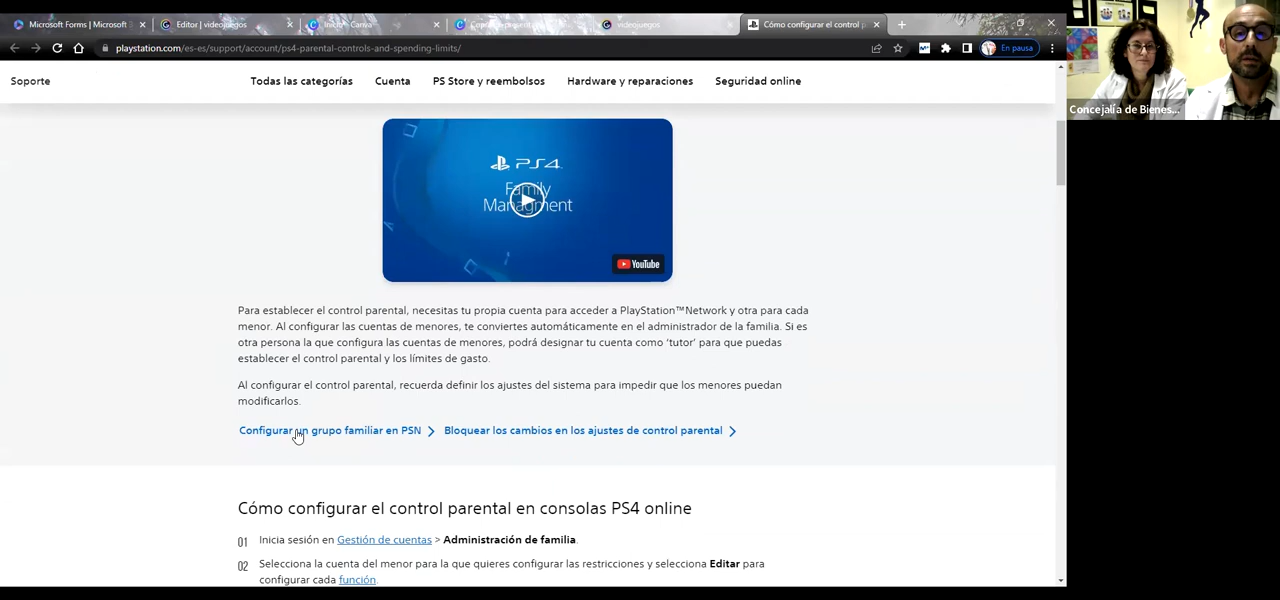 Microsoft Forms | Microsoft
Editor | videojuegos
Inicio - Canva
videojuegos
Cómo configurar el control p
playstation.com/es-es/support/account/ps4-parental-controls-and-spending-limits/
En pausa
Soporte
Todas las categorías
Cuenta
PS Store y reembolsos
Hardware y reparaciones
Seguridad online
PS4
Family
Managment
YouTube
Para establecer el control parental, necesitas tu propia cuenta para acceder a PlayStation™Network y otra para cada
menor. Al configurar las cuentas de menores, te conviertes automáticamente en el administrador de la familia. Si es
otra persona la que configura las cuentas de menores, podrá designar tu cuenta como ‘tutor’ para que puedas
establecer el control parental y los límites de gasto.
Al configurar el control parental, recuerda definir los ajustes del sistema para impedir que los menores puedan
modificarlos.
Configurar un grupo familiar en PSN
Bloquear los cambios en los ajustes de control parental
Cómo configurar el control parental en consolas PS4 online
01 Inicia sesión en Gestión de cuentas > Administración de familia.
02 Selecciona la cuenta del menor para la que quieres configurar las restricciones y selecciona Editar para
configurar cada función.
Concejalía de Bienes...